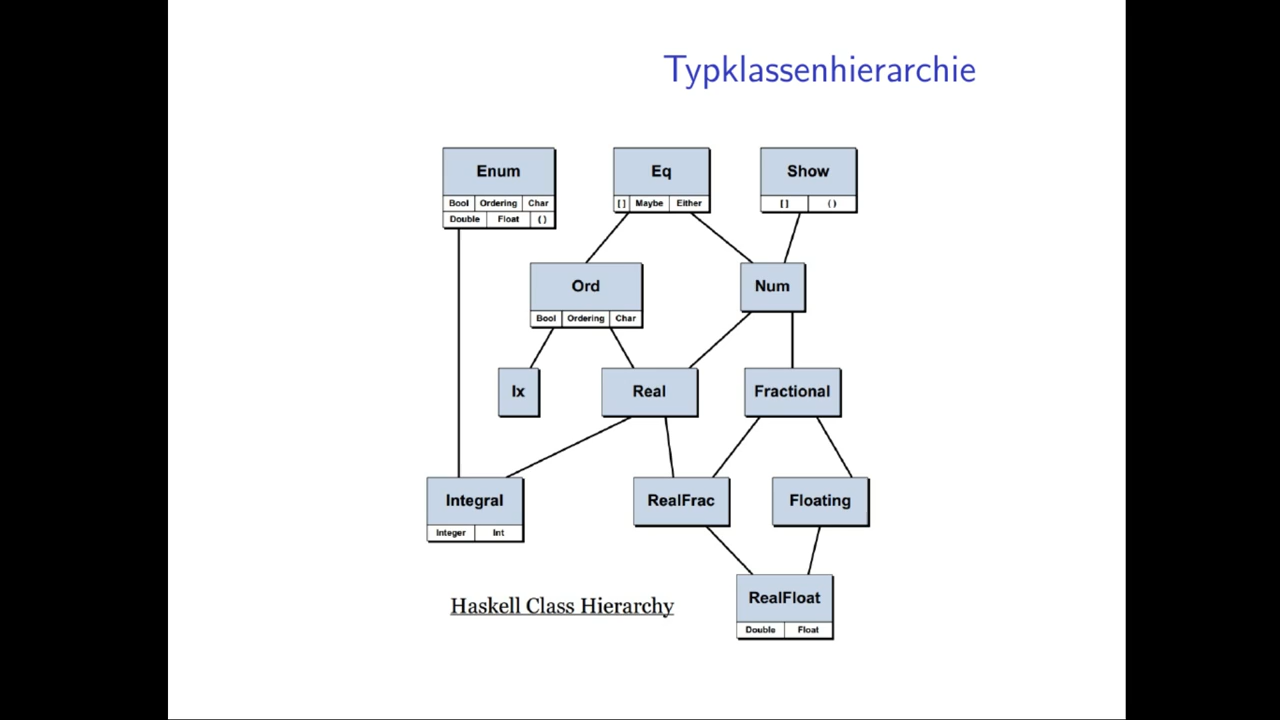 Typklassenhierarchie
Enum
Bool Ordering Char
Double Float ( )
Eq
[ ] Maybe Either
Show
[ ] ( )
Ord
Bool Ordering Char
Num
Ix
Real
Fractional
Integral
Integer Int
RealFrac
Floating
RealFloat
Double Float
Haskell Class Hierarchy